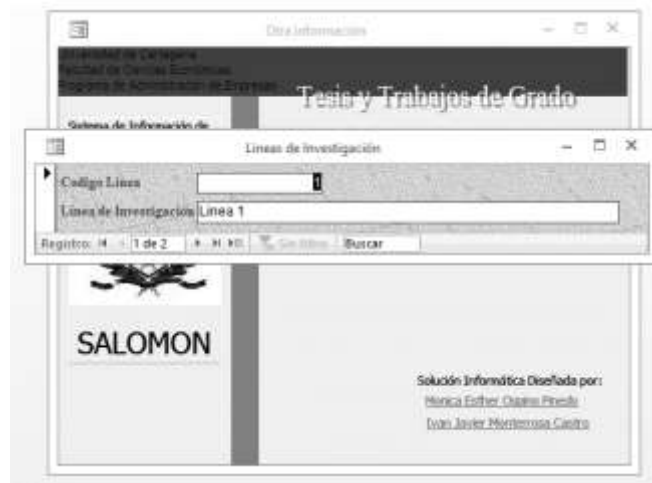 Otra Información
Universidad de Cartagena
Facultad de Ciencias Económicas
Programa de Administración de Empresas
Tesis y Trabajos de Grado
Sistema de Información de
Lineas de Investigación
Codigo Linea 1
Linea de Investigación Linea 1
Registro: 1 de 2 Sin filtro Buscar
SALOMON
Solución Informática Diseñada por:
Monica Esther Ospino Pinedo
Ivan Javier Monterrosa Castro